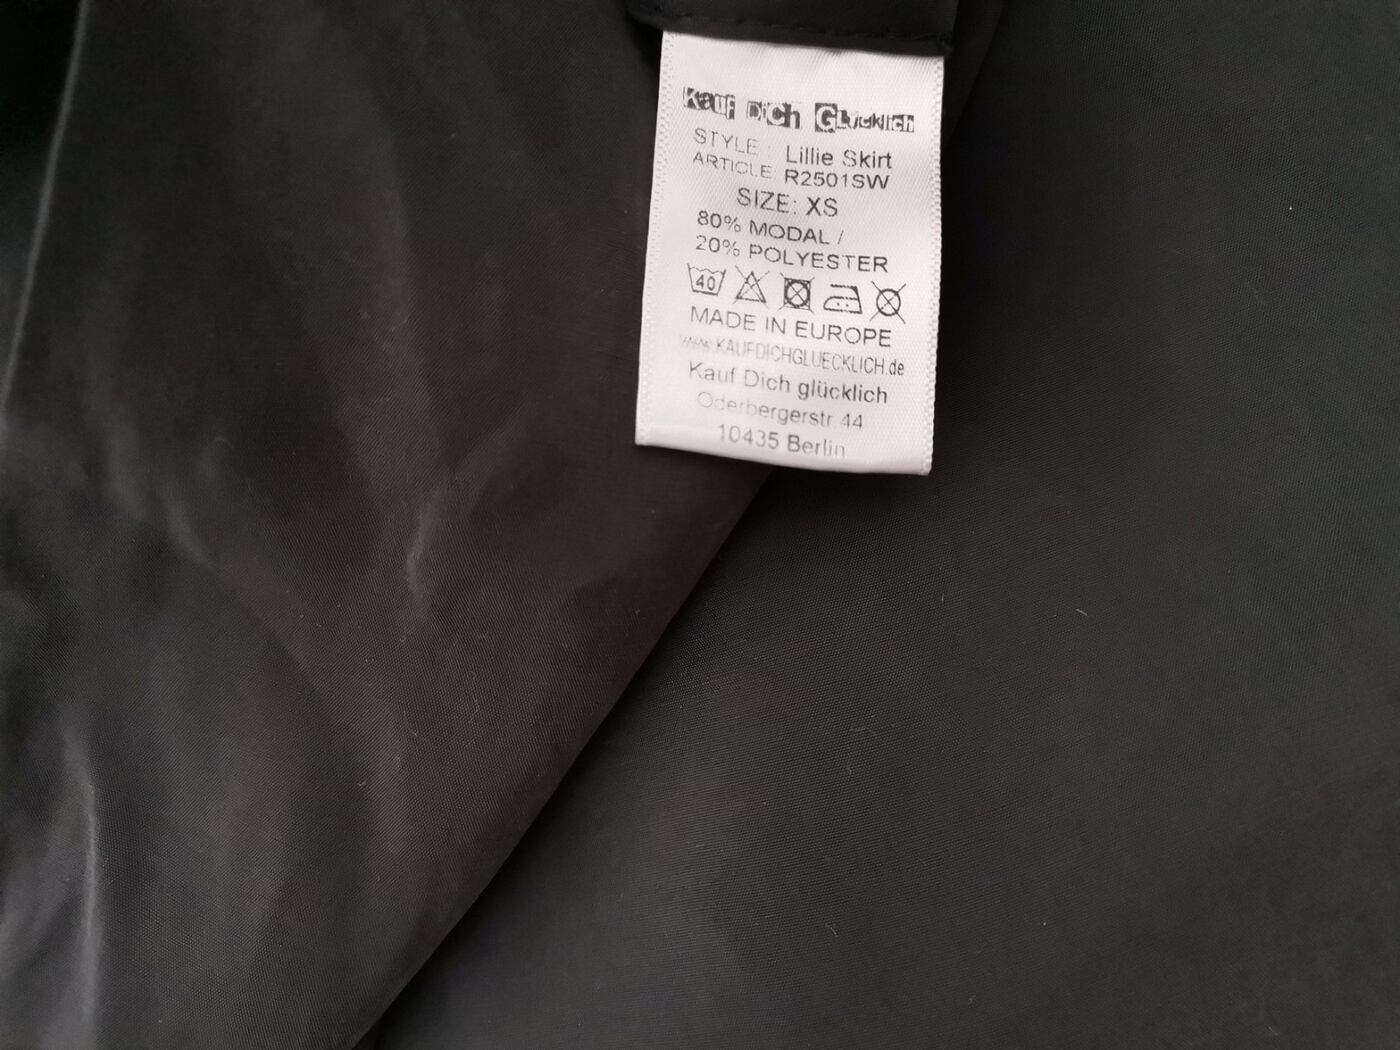 Kauf Dich Glücklich
STYLE : Lillie Skirt
ARTICLE: R2501SW
SIZE: XS
80% MODAL /
20% POLYESTER
40
MADE IN EUROPE
www.KAUFDICHGLUECKLICH.de
Kauf Dich glücklich
Oderbergerstr. 44
10435 Berlin